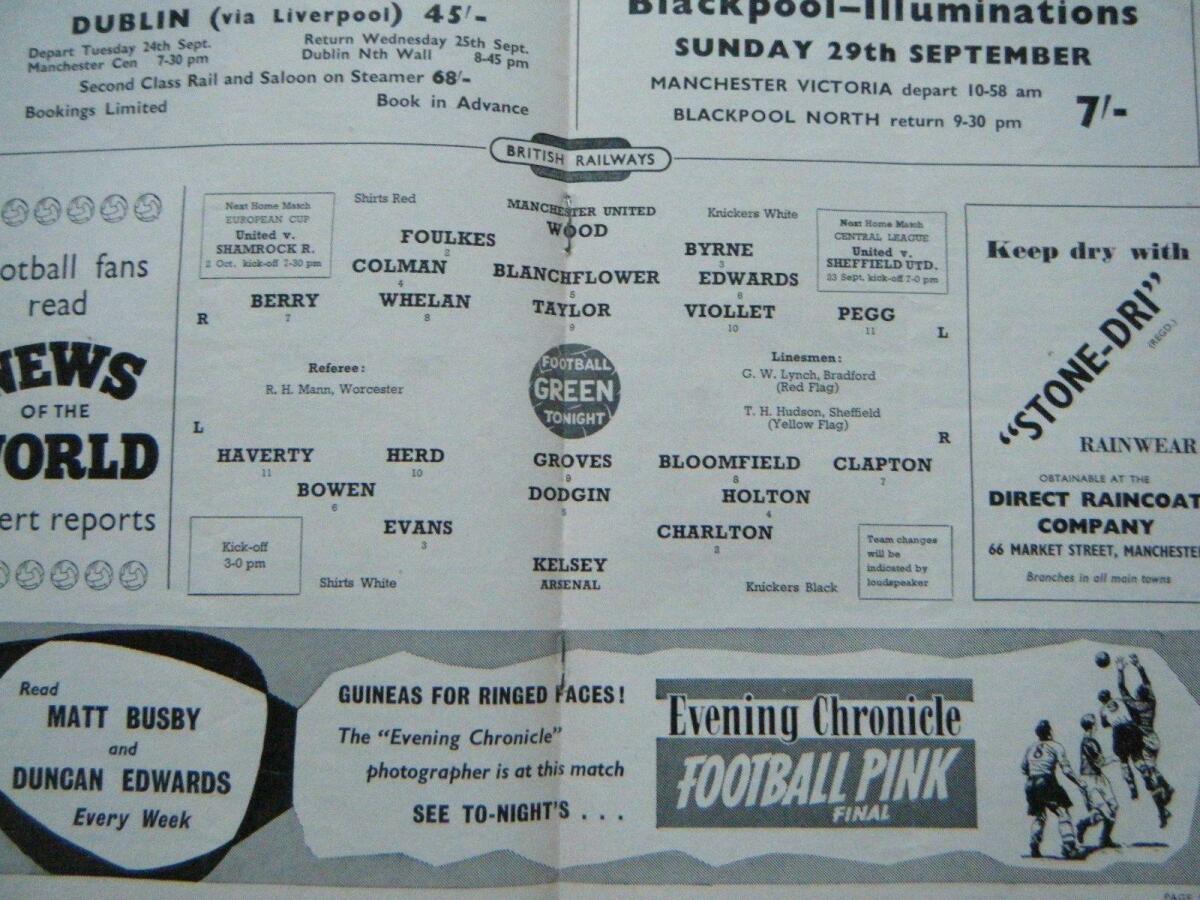 DUBLIN (via Liverpool) 45/-
Depart Tuesday 24th Sept.
Manchester Cen 7-30 pm
Return Wednesday 25th Sept.
Dublin Nth Wall 8-45 pm
Second Class Rail and Saloon on Steamer 68/-
Bookings Limited
Book in Advance
Blackpool–Illuminations
SUNDAY 29th SEPTEMBER
MANCHESTER VICTORIA depart 10-58 am
BLACKPOOL NORTH return 9-30 pm
7/-
BRITISH RAILWAYS
otball fans
read
NEWS
OF THE
WORLD
ert reports
Next Home Match
EUROPEAN CUP
United v.
SHAMROCK R.
2 Oct. kick-off 7-30 pm
Shirts Red
MANCHESTER UNITED
Knickers White
Next Home Match
CENTRAL LEAGUE
United v.
SHEFFIELD UTD.
23 Sept. kick-off 7-0 pm
WOOD
FOULKES
2
BYRNE
3
COLMAN
4
BLANCHFLOWER
5
EDWARDS
6
R
BERRY
7
WHELAN
8
TAYLOR
9
VIOLLET
10
PEGG
11
L
Referee:
R. H. Mann, Worcester
FOOTBALL
GREEN
TONIGHT
Linesmen:
G. W. Lynch, Bradford
(Red Flag)
T. H. Hudson, Sheffield
(Yellow Flag)
L
R
HAVERTY
11
HERD
10
GROVES
9
BLOOMFIELD
8
CLAPTON
7
BOWEN
6
DODGIN
5
HOLTON
4
EVANS
3
CHARLTON
2
KELSEY
ARSENAL
Kick-off
3-0 pm
Shirts White
Knickers Black
Team changes
will be
indicated by
loudspeaker
Keep dry with
"STONE-DRI"
(REGD.)
RAINWEAR
OBTAINABLE AT THE
DIRECT RAINCOAT
COMPANY
66 MARKET STREET, MANCHESTER
Branches in all main towns
Read
MATT BUSBY
and
DUNCAN EDWARDS
Every Week
GUINEAS FOR RINGED FACES!
The "Evening Chronicle"
photographer is at this match
SEE TO-NIGHT'S . . .
Evening Chronicle
FOOTBALL PINK
FINAL
PAGE